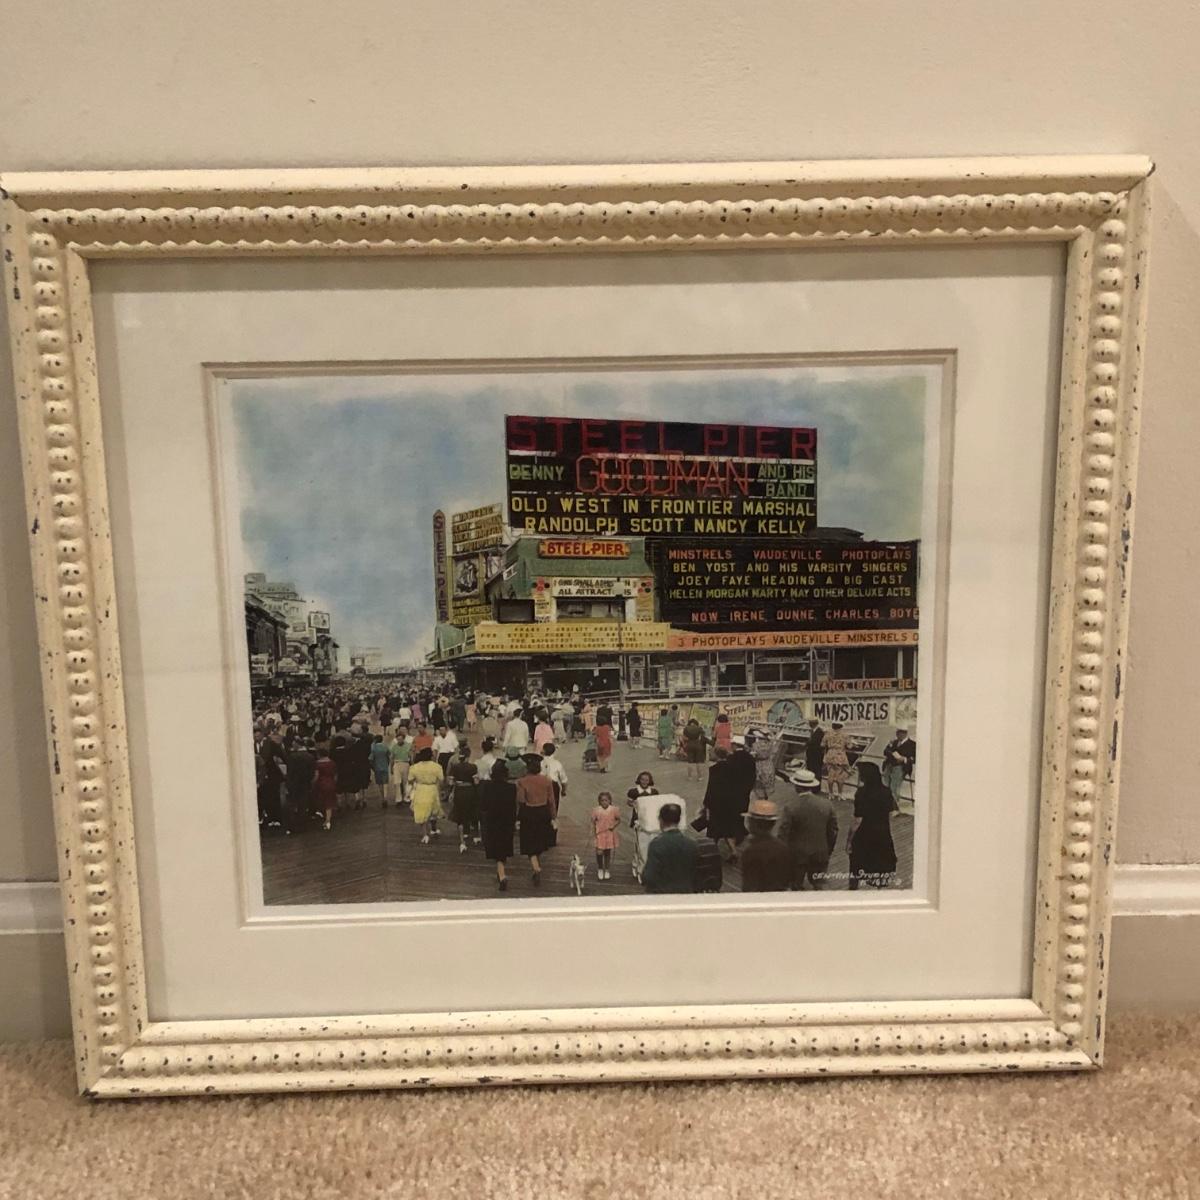 STEEL PIER
BENNY GOODMAN AND HIS BAND
OLD WEST IN FRONTIER MARSHAL
RANDOLPH SCOTT NANCY KELLY
STEEL PIER
STEEL-PIER
ALL ATTRACT
MINSTRELS VAUDEVILLE PHOTOPLAYS
BEN YOST AND HIS VARSITY SINGERS
JOEY FAYE HEADING A BIG CAST
HELEN MORGAN MARTY MAY OTHER DELUXE ACTS
NOW IRENE DUNNE, CHARLES BOYE
3 PHOTOPLAYS VAUDEVILLE MINSTRELS
2 DANCE BANDS
STEEL PIER
MINSTRELS
CENTRAL STUDIOS